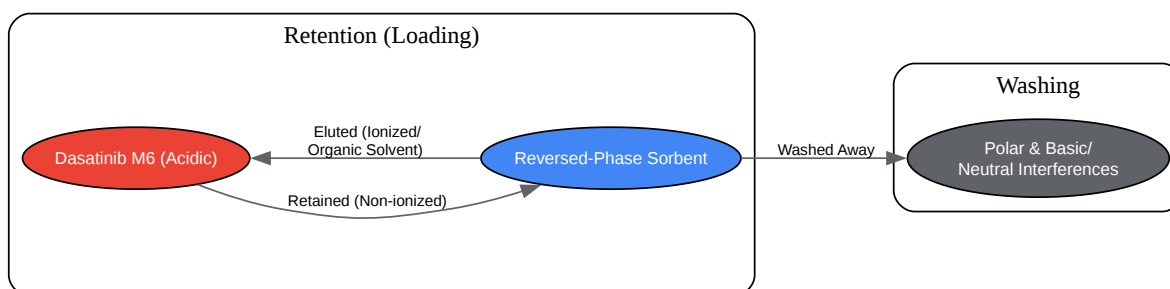 Retention (Loading)
Washing
Dasatinib M6 (Acidic)
Eluted (Ionized/
Organic Solvent)
Retained (Non-ionized)
Reversed-Phase Sorbent
Washed Away
Polar & Basic/
Neutral Interferences